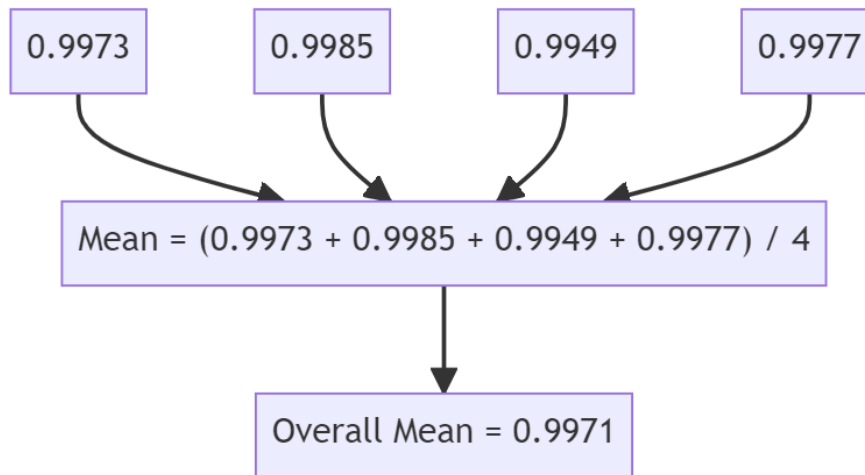 0.9973
0.9985
0.9949
0.9977
Mean = (0.9973 + 0.9985 + 0.9949 + 0.9977) / 4
Overall Mean = 0.9971